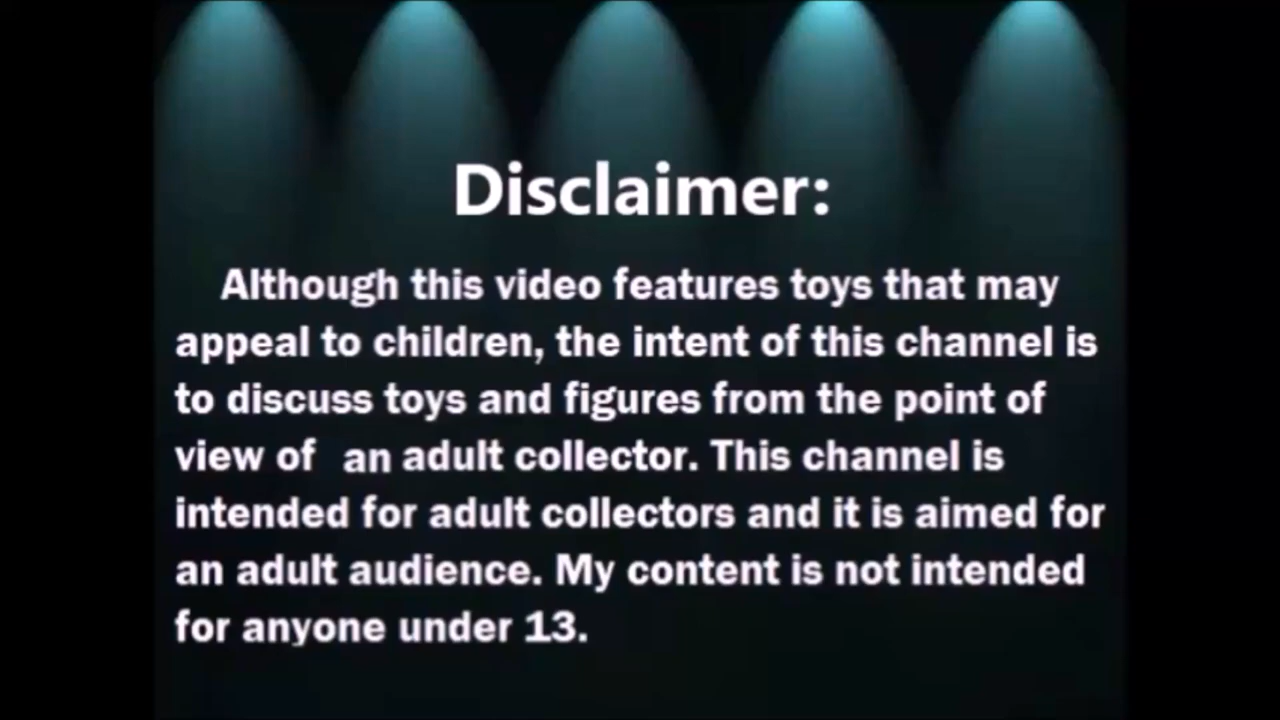 Disclaimer:
Although this video features toys that may
appeal to children, the intent of this channel is
to discuss toys and figures from the point of
view of an adult collector. This channel is
intended for adult collectors and it is aimed for
an adult audience. My content is not intended
for anyone under 13.